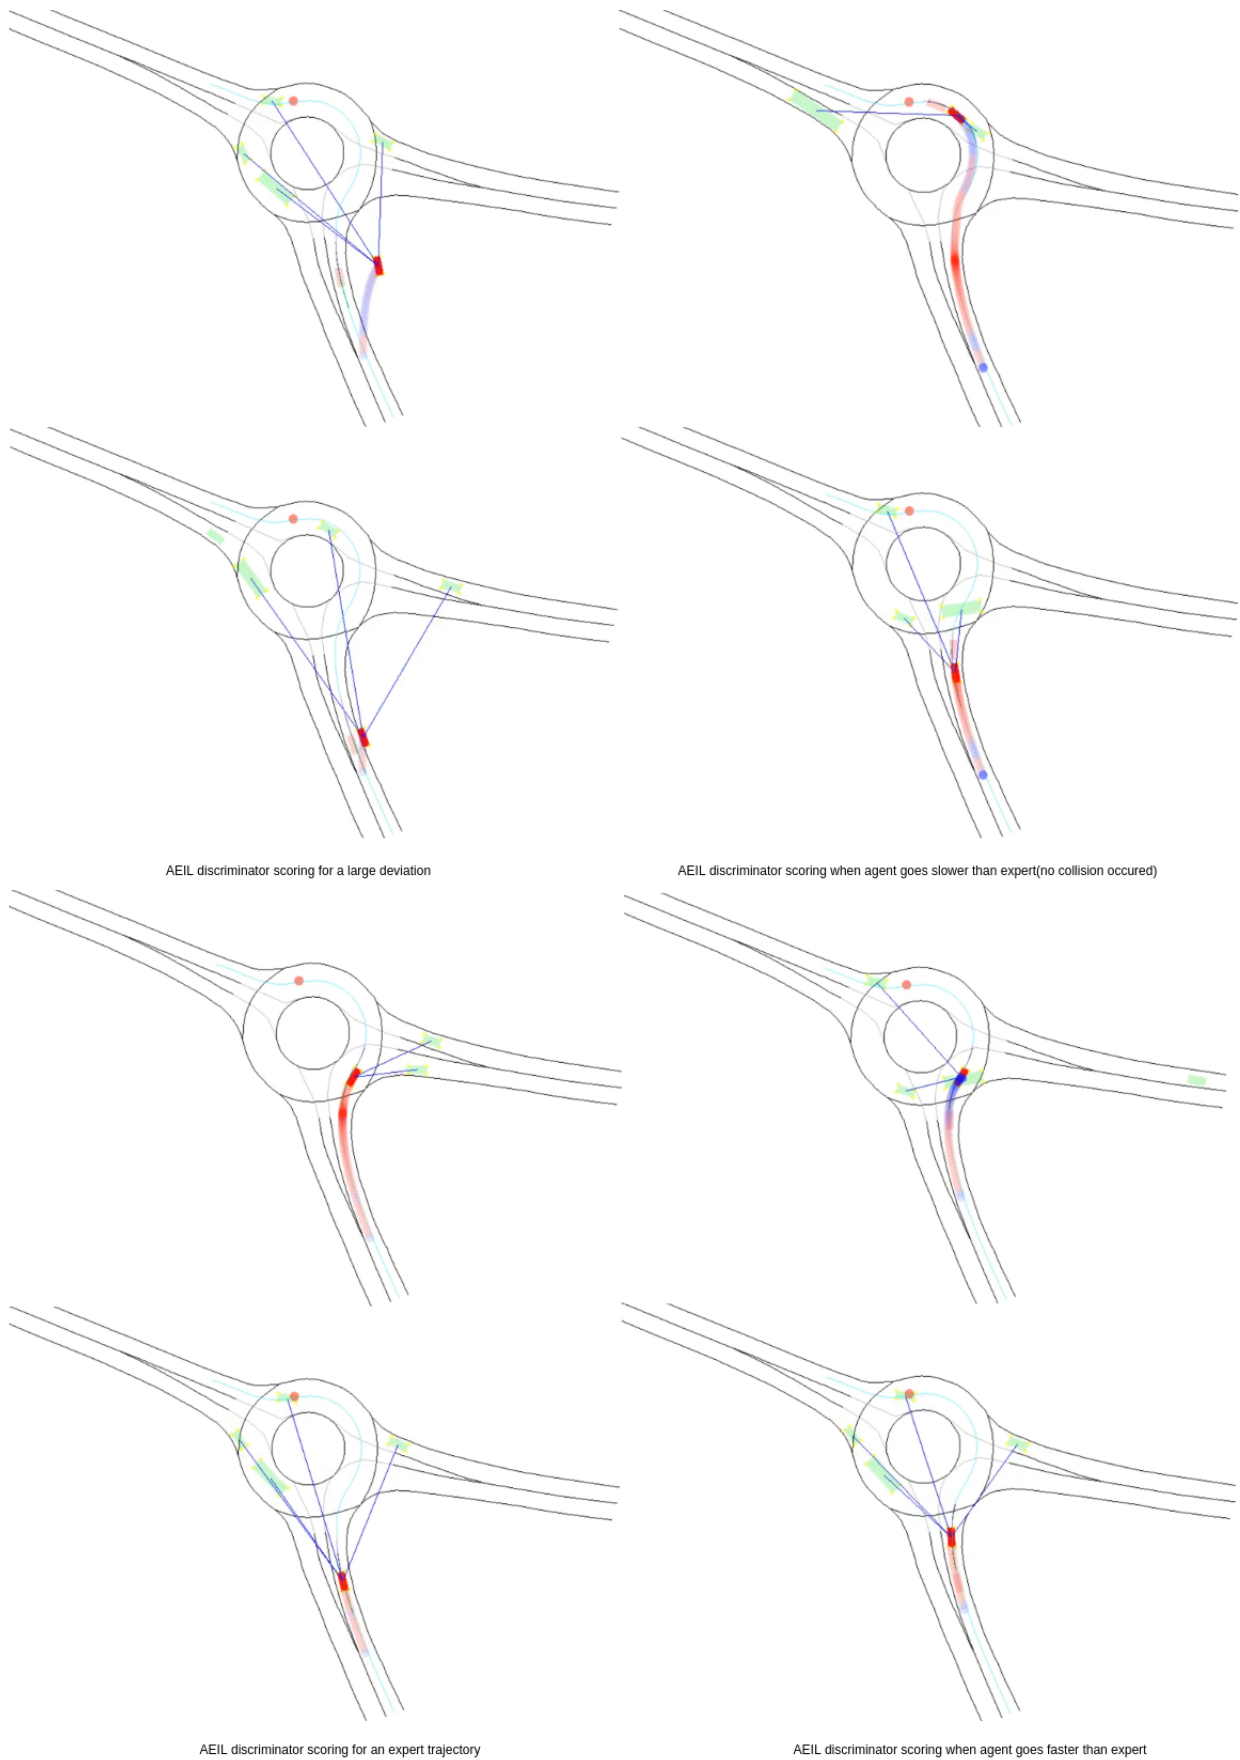 AEIL discriminator scoring for a large deviation
AEIL discriminator scoring when agent goes slower than expert(no collision occured)
AEIL discriminator scoring for an expert trajectory
AEIL discriminator scoring when agent goes faster than expert